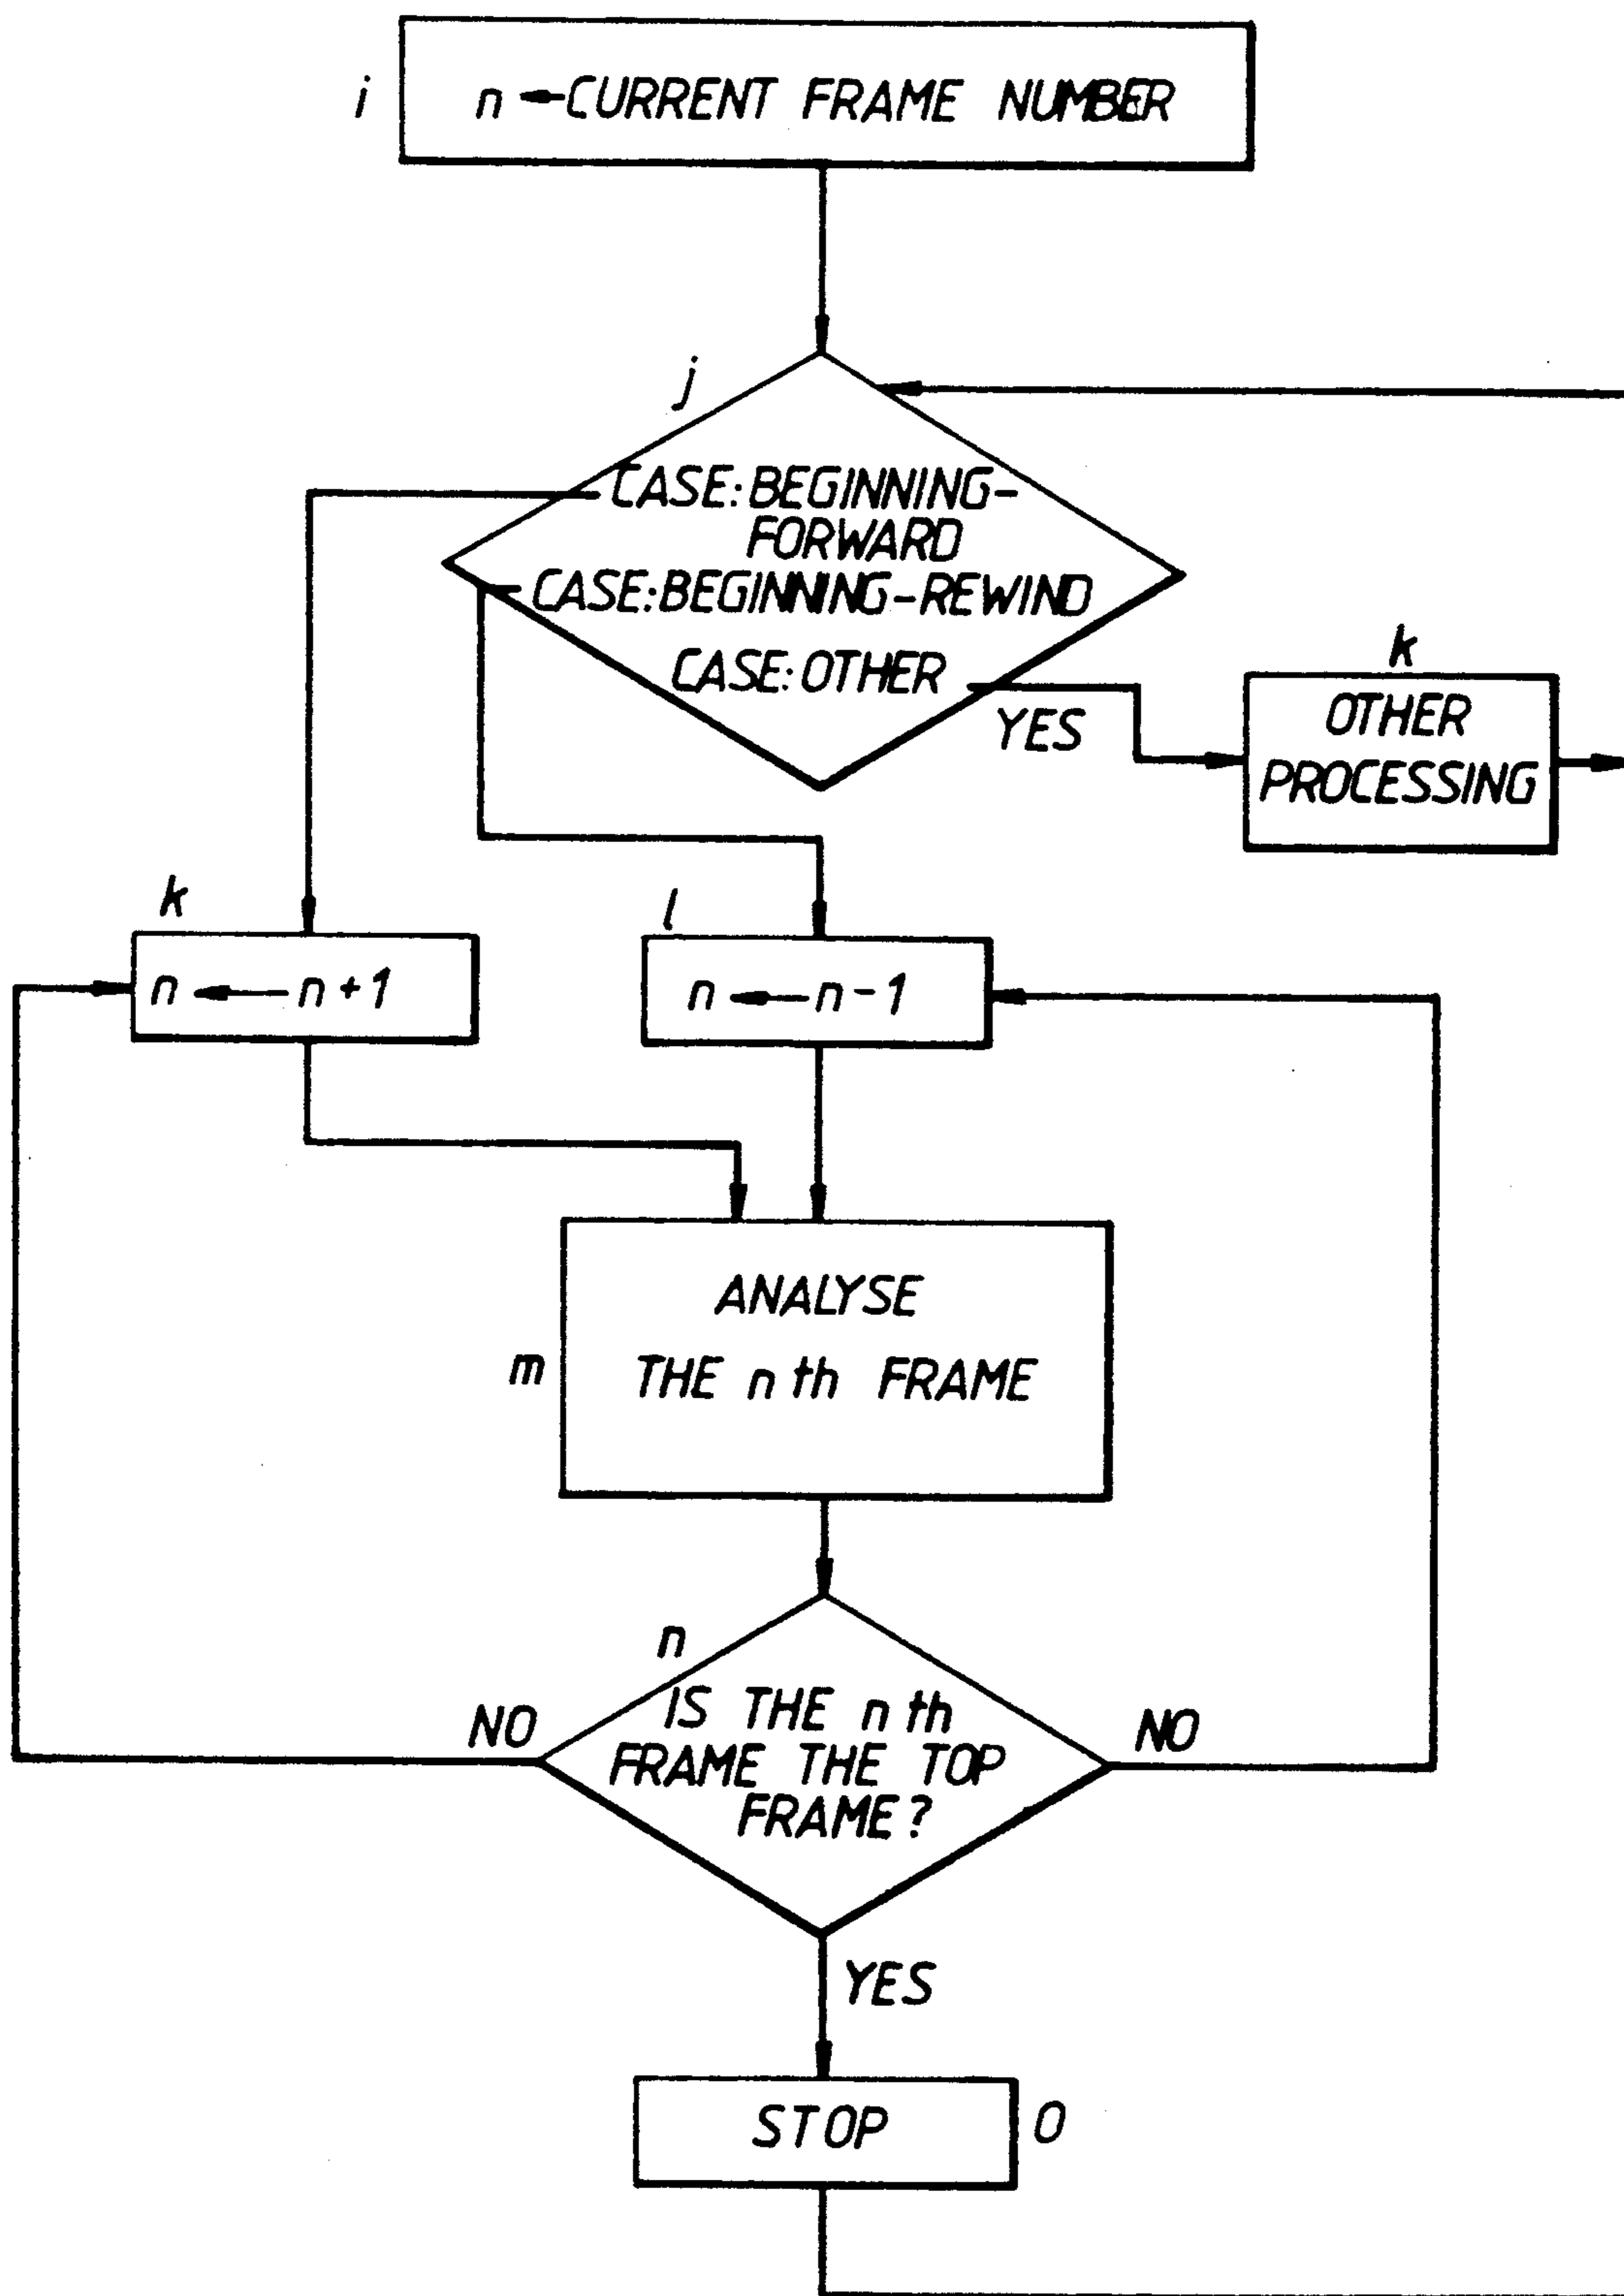 i
n ← CURRENT FRAME NUMBER
j
CASE: BEGINNING-
FORWARD
CASE: BEGINNING-REWIND
CASE: OTHER
YES
k
OTHER
PROCESSING
k
n ← n+1
l
n ← n-1
m
ANALYSE
THE n th FRAME
n
IS THE n th
FRAME THE TOP
FRAME?
NO
NO
YES
STOP
O